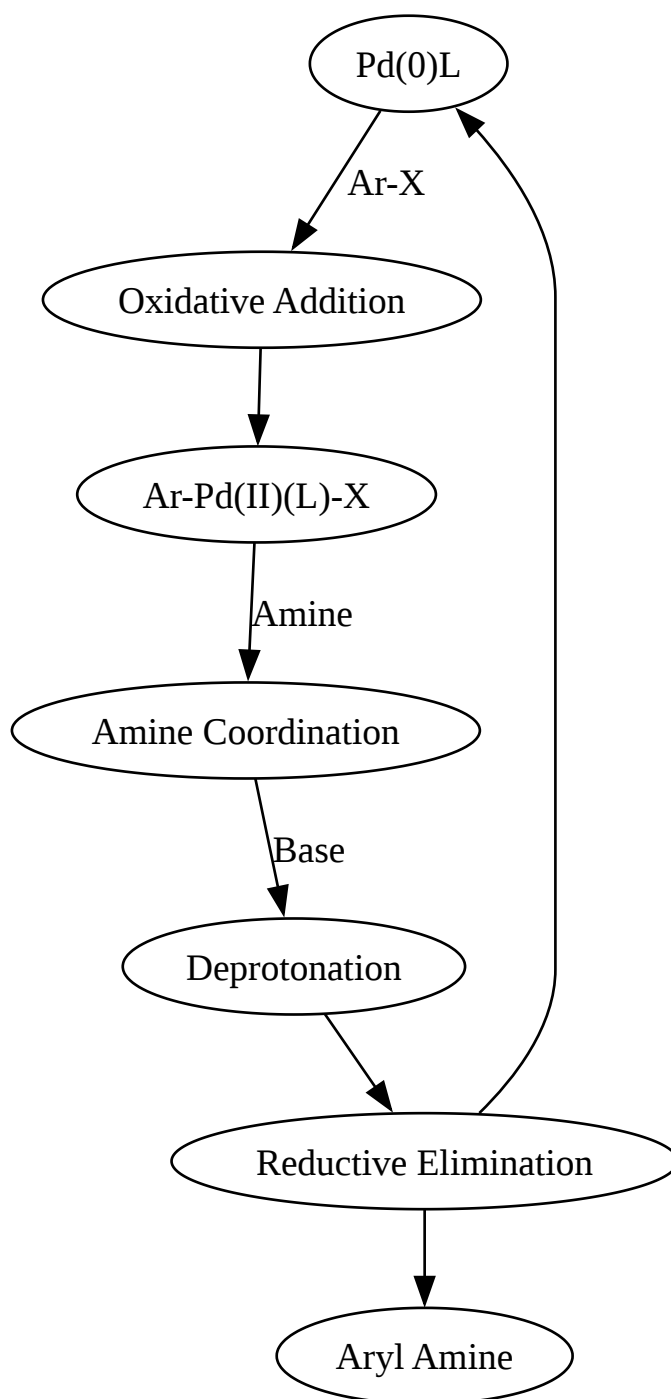 Pd(0)L
Ar-X
Oxidative Addition
Ar-Pd(II)(L)-X
Amine
Amine Coordination
Base
Deprotonation
Reductive Elimination
Aryl Amine